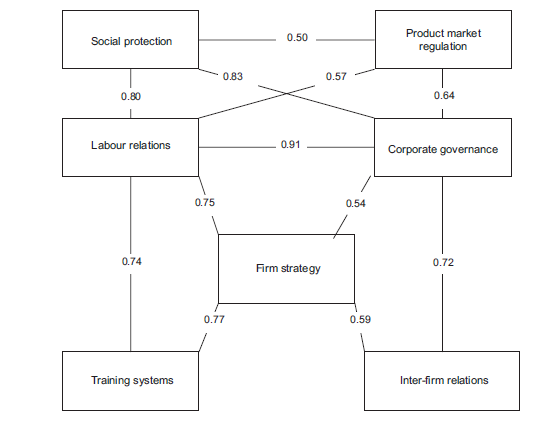 Social protection
0.50
Product market
regulation
0.83
0.57
0.80
0.64
Labour relations
0.91
Corporate governance
0.75
0.54
0.74
Firm strategy
0.72
0.77
0.59
Training systems
Inter-firm relations